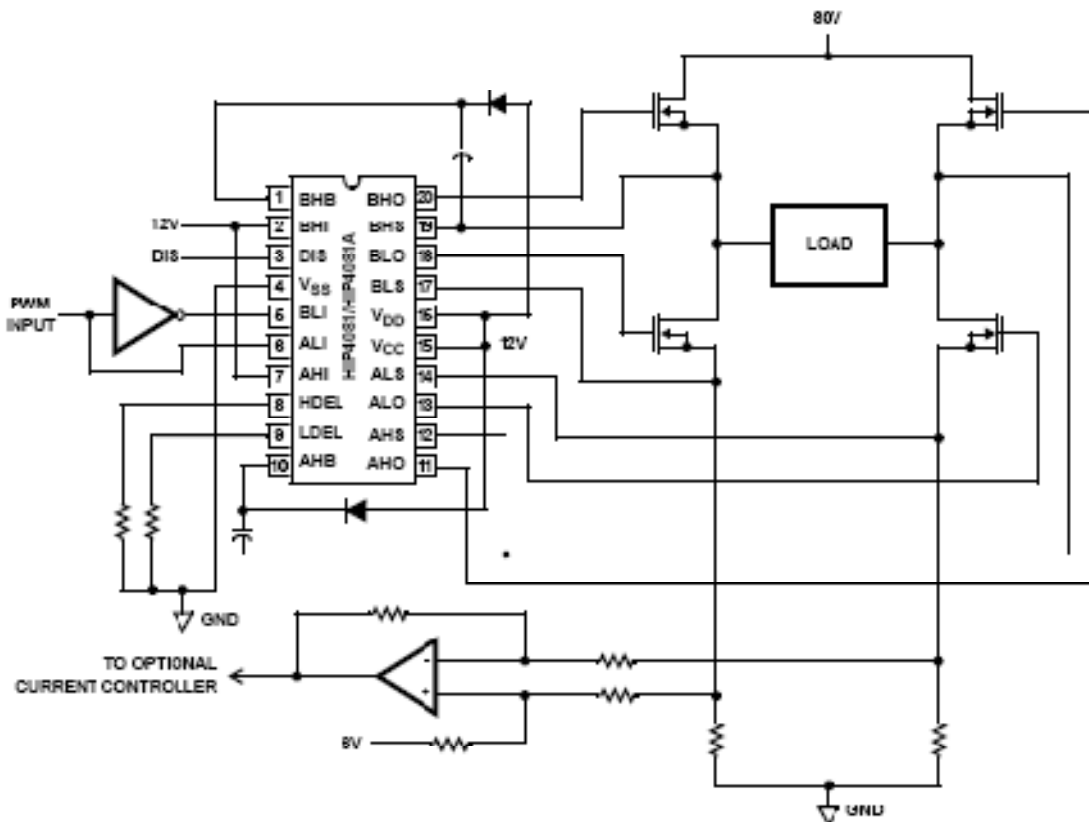 80V
1 BHB BHO 20
12V 2 BHI BHS 19
DIS 3 DIS BLO 18
4 VSS BLS 17
PWM INPUT
5 BLI VDD 16
6 ALI VCC 15
12V
7 AHI ALS 14
8 HDEL ALO 13
9 LDEL AHS 12
10 AHB AHO 11
HIP4081/HIP4081A
LOAD
GND
TO OPTIONAL
CURRENT CONTROLLER
-
+
GND